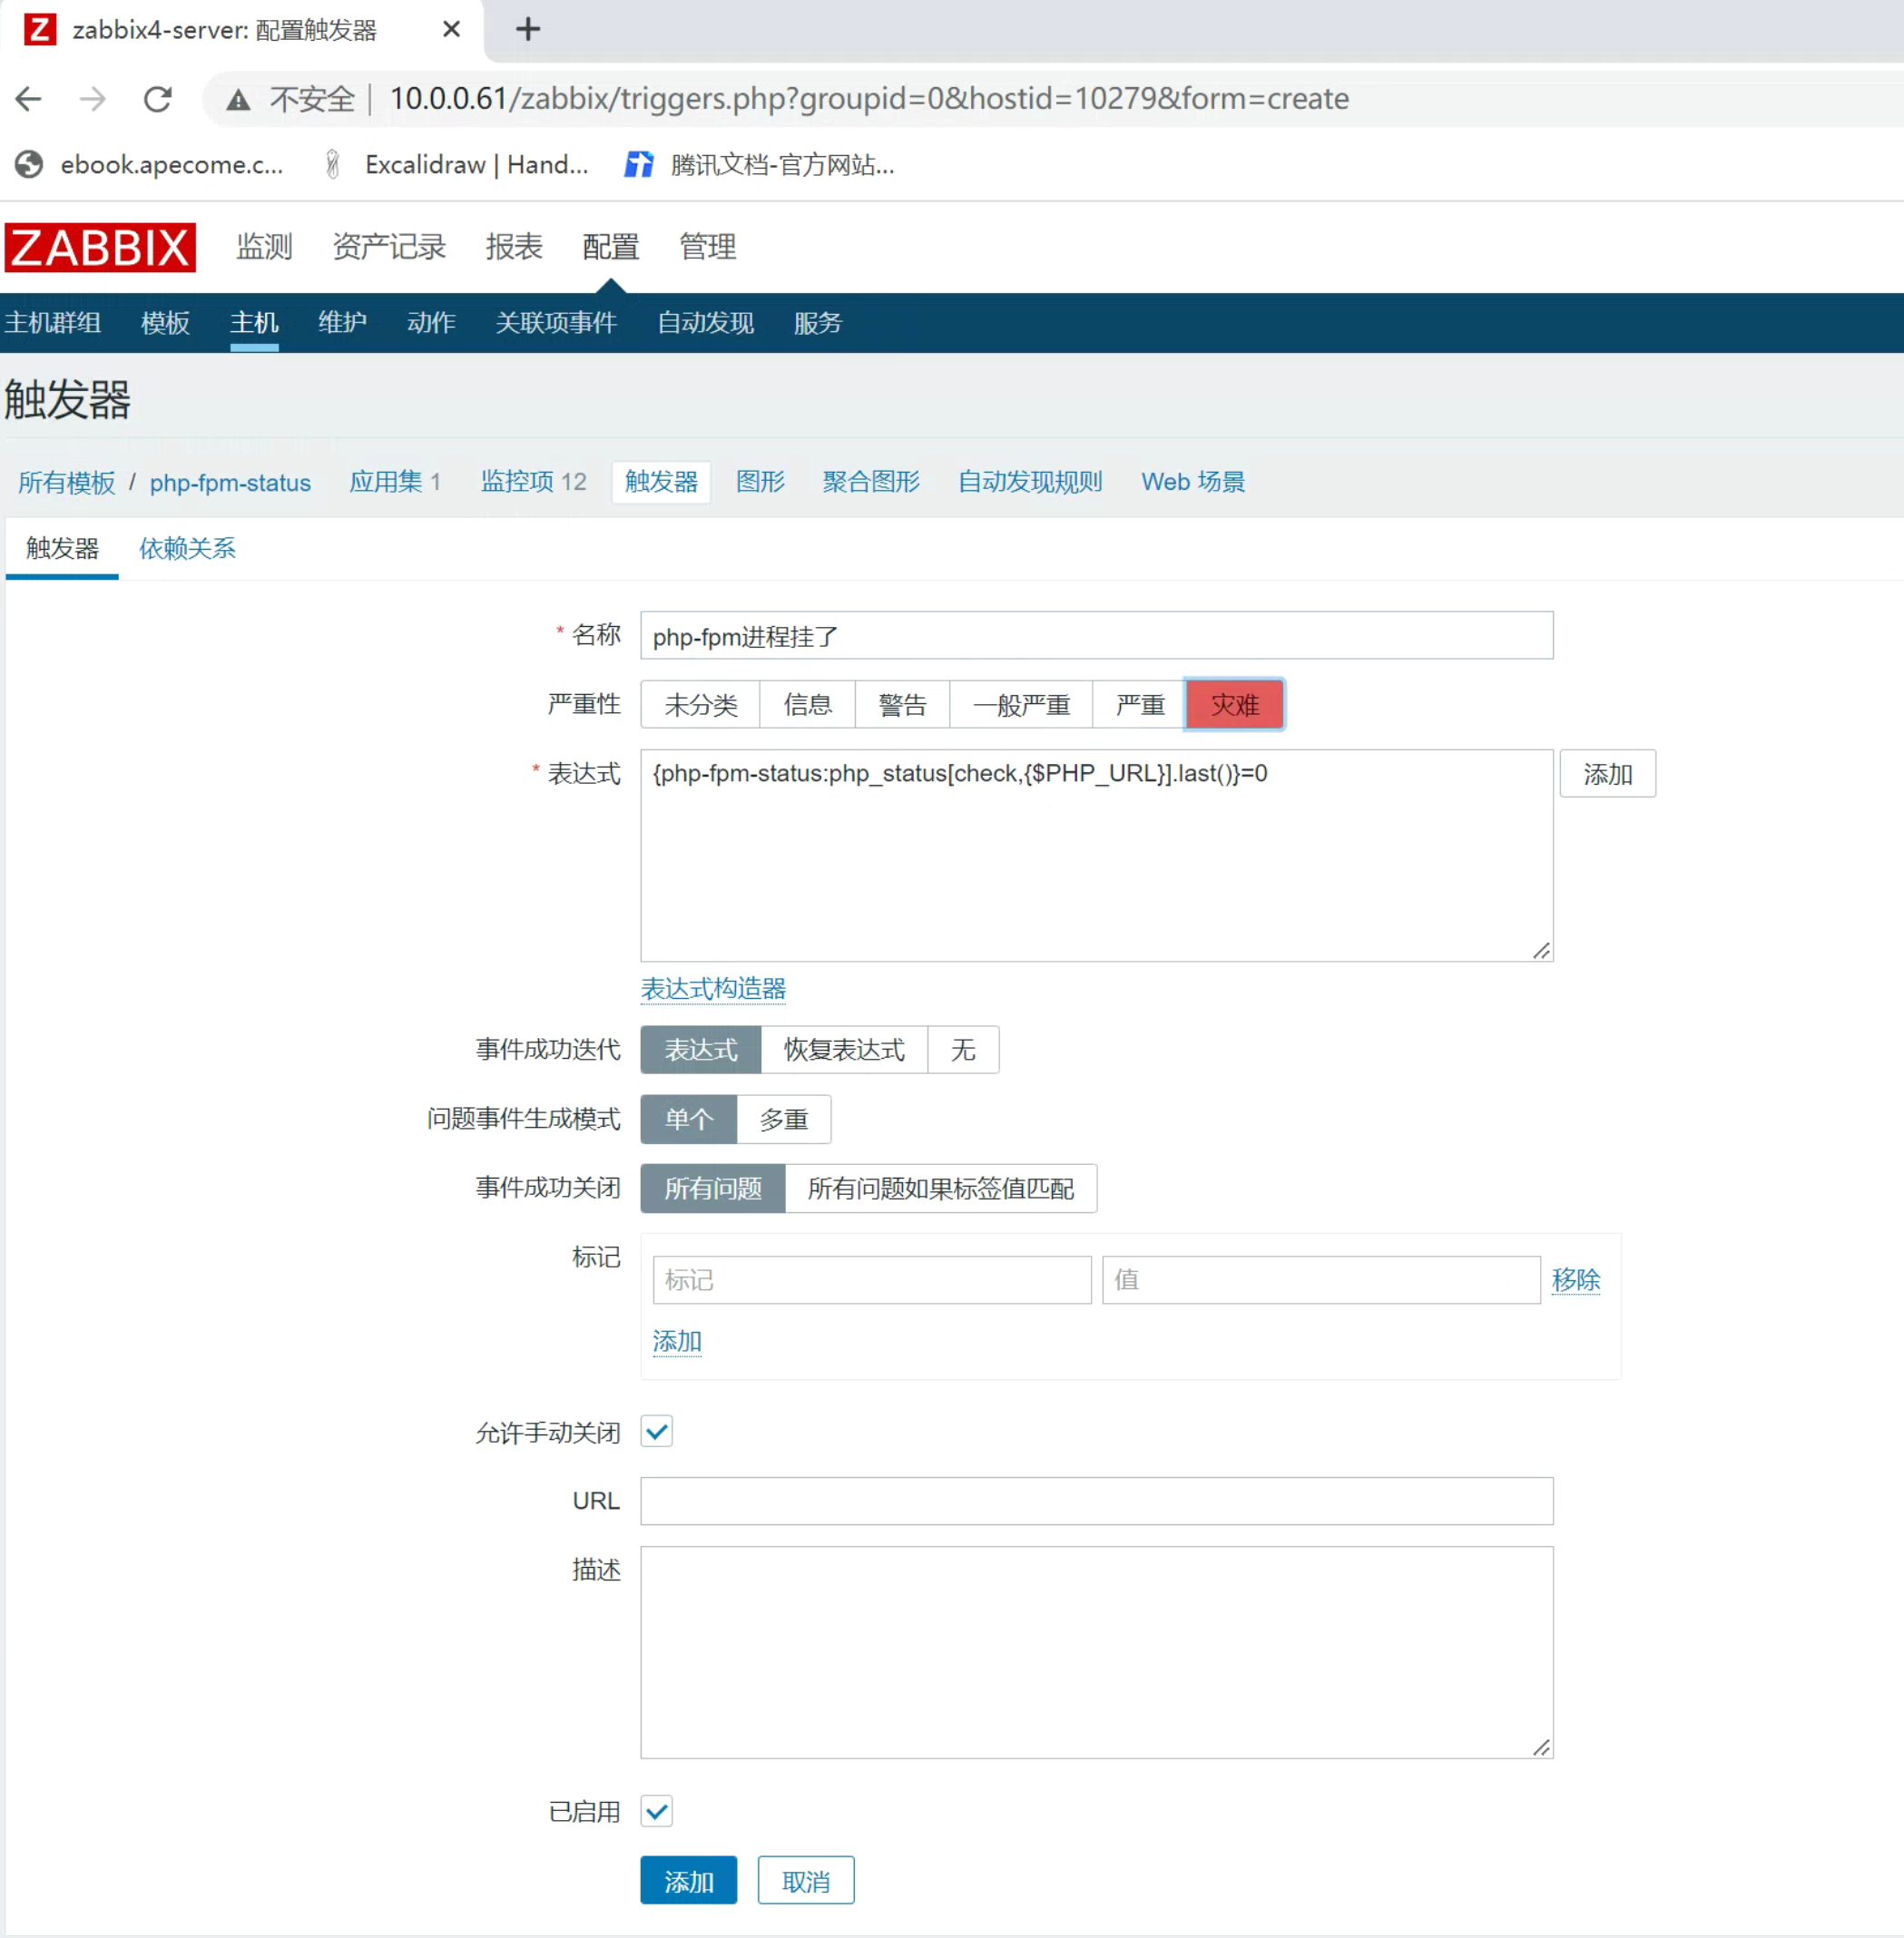 Z zabbix4-server: 配置触发器
不安全 | 10.0.0.61/zabbix/triggers.php?groupid=0&hostid=10279&form=create
ebook.apecome.c... Excalidraw | Hand... 腾讯文档-官方网站...
ZABBIX 监测 资产记录 报表 配置 管理
主机群组 模板 主机 维护 动作 关联项事件 自动发现 服务
触发器
所有模板 / php-fpm-status 应用集 1 监控项 12 触发器 图形 聚合图形 自动发现规则 Web 场景
触发器 依赖关系
* 名称 php-fpm进程挂了
严重性 未分类 信息 警告 一般严重 严重 灾难
* 表达式 {php-fpm-status:php_status[check,{$PHP_URL}].last()}=0 添加
表达式构造器
事件成功迭代 表达式 恢复表达式 无
问题事件生成模式 单个 多重
事件成功关闭 所有问题 所有问题如果标签值匹配
标记 标记 值 移除
添加
允许手动关闭
URL
描述
已启用
添加 取消